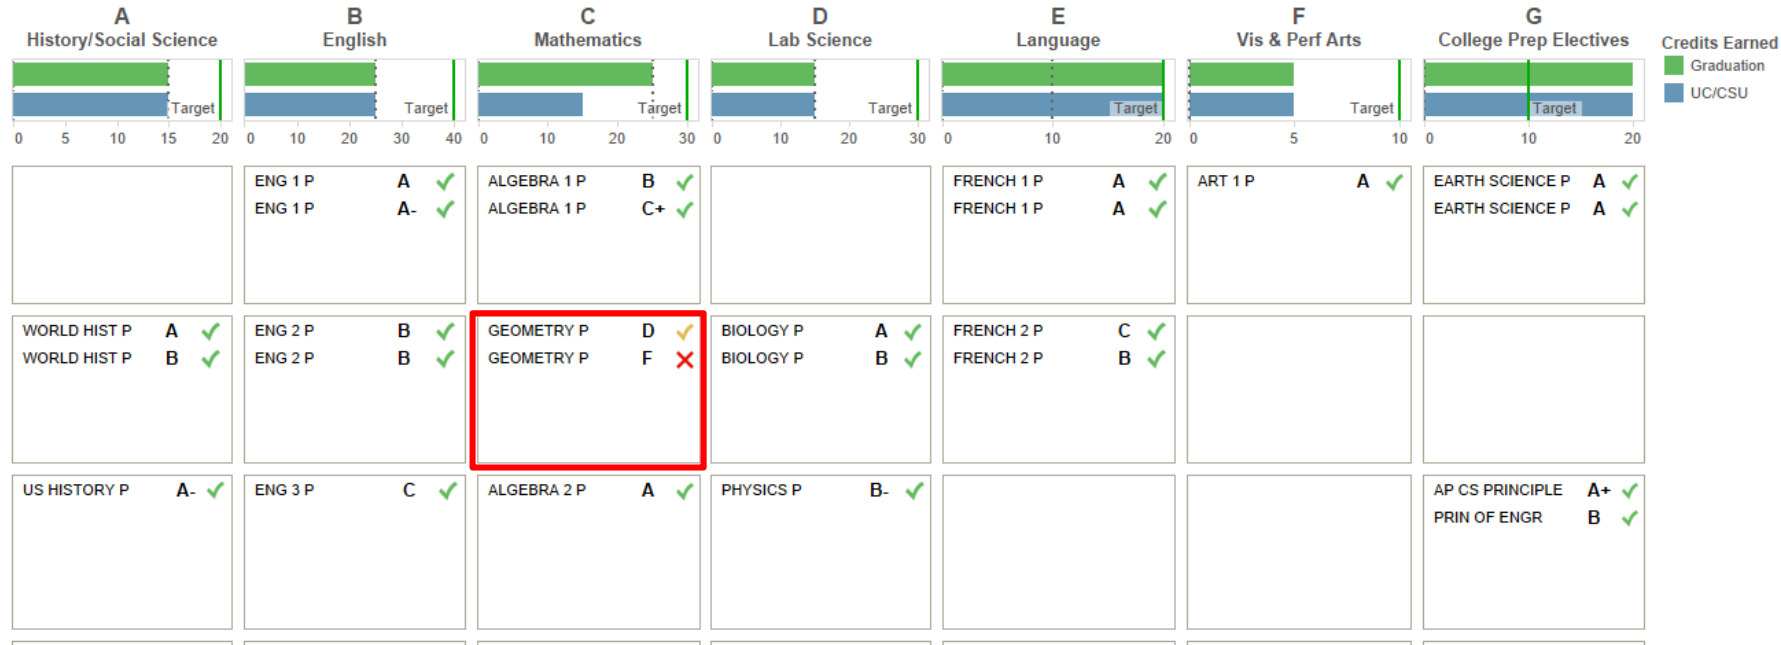 A B C D E F G
History/Social Science English Mathematics Lab Science Language Vis & Perf Arts College Prep Electives Credits Earned
Graduation
UC/CSU
Target Target Target Target Target Target Target
0 5 10 15 20 0 10 20 30 40 0 10 20 30 0 10 20 30 0 10 20 0 5 10 0 10 20
ENG 1 P A ALGEBRA 1 P B FRENCH 1 P A ART 1 P A EARTH SCIENCE P A
ENG 1 P A- ALGEBRA 1 P C+ FRENCH 1 P A EARTH SCIENCE P A
WORLD HIST P A ENG 2 P B GEOMETRY P D BIOLOGY P A FRENCH 2 P C
WORLD HIST P B ENG 2 P B GEOMETRY P F BIOLOGY P B FRENCH 2 P B
US HISTORY P A- ENG 3 P C ALGEBRA 2 P A PHYSICS P B- AP CS PRINCIPLE A+
PRIN OF ENGR B